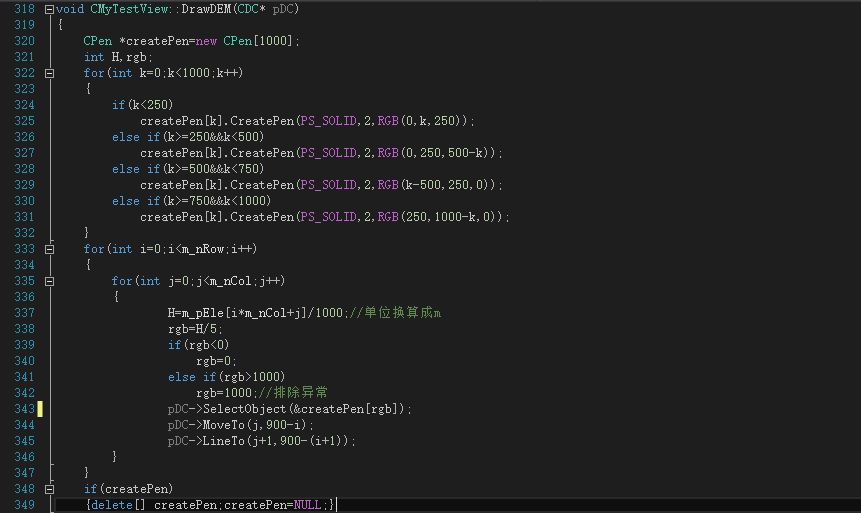 318 void CMyTestView::DrawDEM(CDC* pDC)
319 {
320 CPen *createPen=new CPen[1000];
321 int H,rgb;
322 for(int k=0;k<1000;k++)
323 {
324 if(k<250)
325 createPen[k].CreatePen(PS_SOLID,2,RGB(0,k,250));
326 else if(k>=250&&k<500)
327 createPen[k].CreatePen(PS_SOLID,2,RGB(0,250,500-k));
328 else if(k>=500&&k<750)
329 createPen[k].CreatePen(PS_SOLID,2,RGB(k-500,250,0));
330 else if(k>=750&&k<1000)
331 createPen[k].CreatePen(PS_SOLID,2,RGB(250,1000-k,0));
332 }
333 for(int i=0;i<m_nRow;i++)
334 {
335 for(int j=0;j<m_nCol;j++)
336 {
337 H=m_pEle[i*m_nCol+j]/1000;//单位换算成m
338 rgb=H/5;
339 if(rgb<0)
340 rgb=0;
341 else if(rgb>1000)
342 rgb=1000;//排除异常
343 pDC->SelectObject(&createPen[rgb]);
344 pDC->MoveTo(j,900-i);
345 pDC->LineTo(j+1,900-(i+1));
346 }
347 }
348 if(createPen)
349 {delete[] createPen;createPen=NULL;}